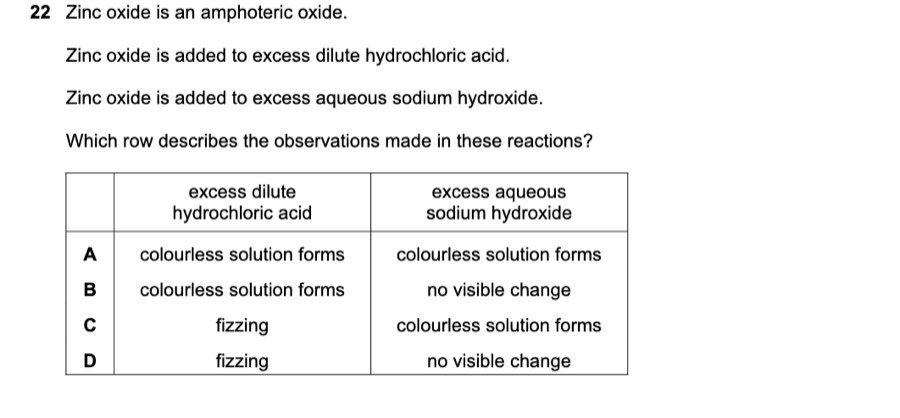 22 Zinc oxide is an amphoteric oxide.
Zinc oxide is added to excess dilute hydrochloric acid.
Zinc oxide is added to excess aqueous sodium hydroxide.
Which row describes the observations made in these reactions?
excess dilute hydrochloric acid excess aqueous sodium hydroxide
A colourless solution forms colourless solution forms
B colourless solution forms no visible change
C fizzing colourless solution forms
D fizzing no visible change